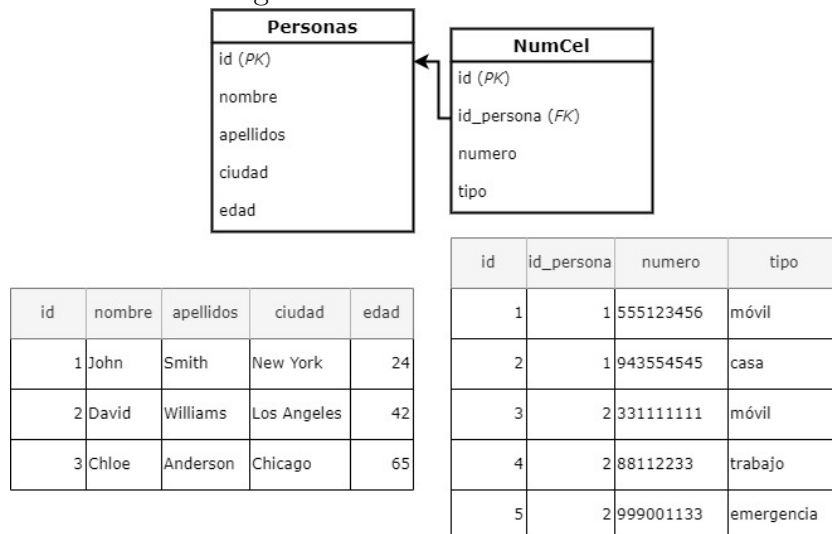 Personas
id (PK)
nombre
apellidos
ciudad
edad
NumCel
id (PK)
id_persona (FK)
numero
tipo
id nombre apellidos ciudad edad
1 John Smith New York 24
2 David Williams Los Angeles 42
3 Chloe Anderson Chicago 65
id id_persona numero tipo
1 1 555123456 móvil
2 1 943554545 casa
3 2 331111111 móvil
4 2 88112233 trabajo
5 2 999001133 emergencia